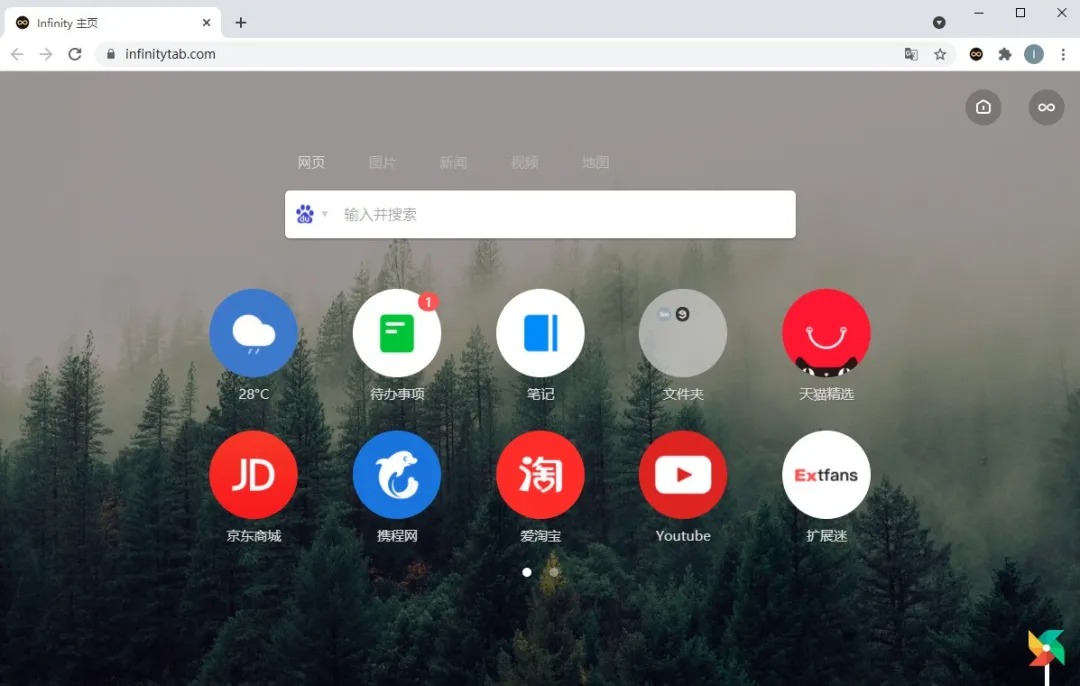 Infinity 主页
infinitytab.com
网页 图片 新闻 视频 地图
du 输入并搜索
1
28°C 待办事项 笔记 文件夹 天猫精选
JD 淘 Extfans
京东商城 携程网 爱淘宝 Youtube 扩展迷